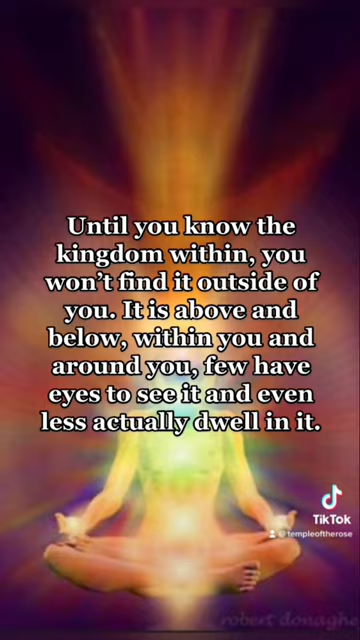 Until you know the
kingdom within, you
won't find it outside of
you. It is above and
below, within you and
around you, few have
eyes to see it and even
less actually dwell in it.
TikTok
@templeoftherose
robert donaghe